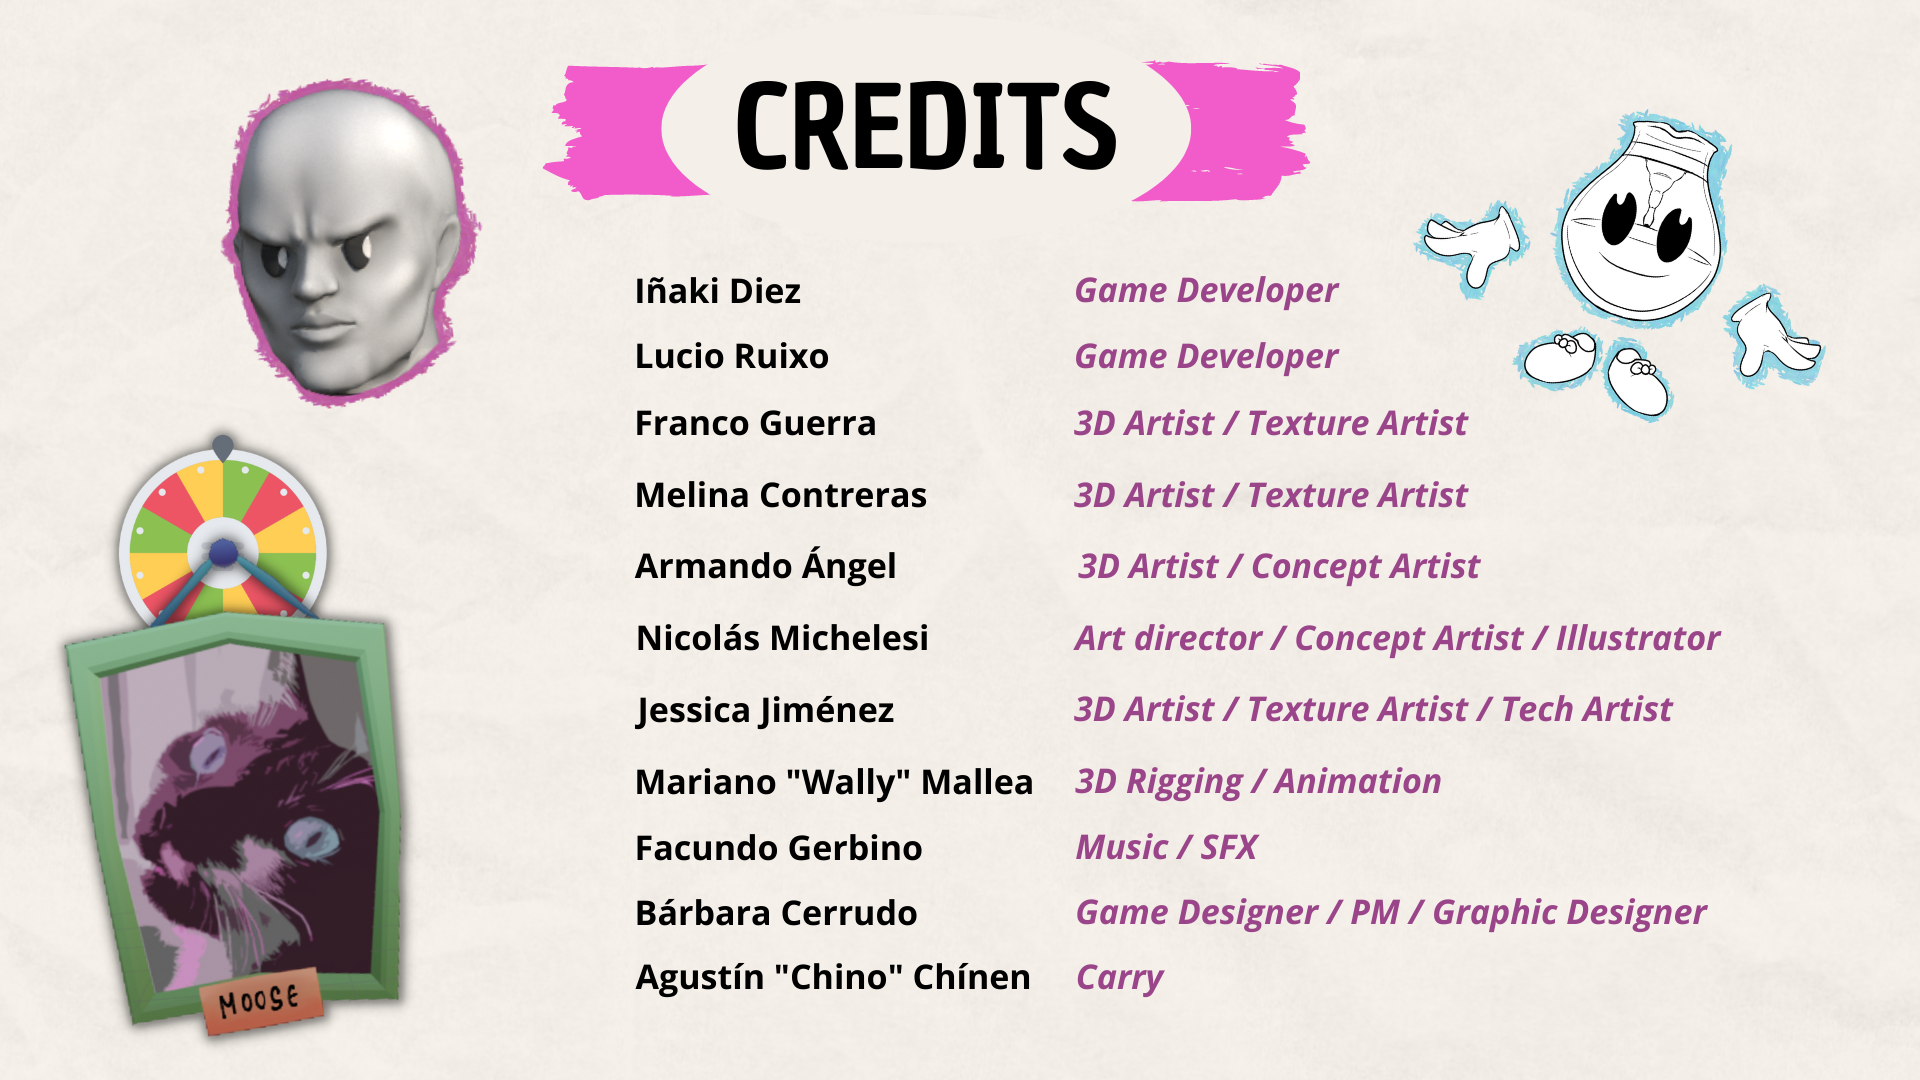 CREDITS
Iñaki Diez Game Developer
Lucio Ruixo Game Developer
Franco Guerra 3D Artist / Texture Artist
Melina Contreras 3D Artist / Texture Artist
Armando Ángel 3D Artist / Concept Artist
Nicolás Michelesi Art director / Concept Artist / Illustrator
Jessica Jiménez 3D Artist / Texture Artist / Tech Artist
Mariano "Wally" Mallea 3D Rigging / Animation
Facundo Gerbino Music / SFX
Bárbara Cerrudo Game Designer / PM / Graphic Designer
Agustín "Chino" Chínen Carry
MOOSE